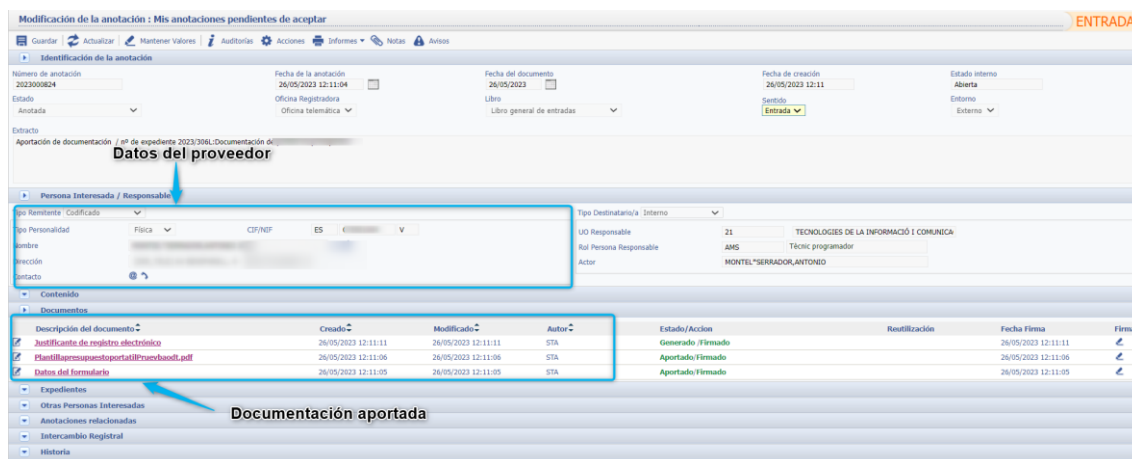 Modificación de la anotación : Mis anotaciones pendientes de aceptar
ENTRADA
Guardar Actualizar Mantener Valores Auditorías Acciones Informes Notas Avisos
Identificación de la anotación
Número de anotación Fecha de la anotación Fecha del documento Fecha de creación Estado interno
2023000824 26/05/2023 12:11:04 26/05/2023 26/05/2023 12:11 Abierta
Estado Oficina Registradora Libro Sentido Entorno
Anotada Oficina telemática Libro general de entradas Entrada Externo
Extracto
Aportación de documentación / nº de expediente 2023/306L:Documentación de
Datos del proveedor
Persona Interesada / Responsable
Tipo Remitente Codificado Tipo Destinatario/a Interno
Tipo Personalidad Física CIF/NIF ES V UO Responsable 21 TECNOLOGIES DE LA INFORMACIÓ I COMUNICA
Nombre Rol Persona Responsable AMS Tècnic programador
Dirección Actor MONTEL*SERRADOR,ANTONIO
Contacto
Contenido
Documentos
Descripción del documento Creado Modificado Autor Estado/Accion Reutilización Fecha Firma Firma
Justificante de registro electrónico 26/05/2023 12:11:11 26/05/2023 12:11:11 STA Generado /Firmado 26/05/2023 12:11:11
PlantillapresupuestoportatilPruevbaodt.pdf 26/05/2023 12:11:06 26/05/2023 12:11:06 STA Aportado/Firmado 26/05/2023 12:11:06
Datos del formulario 26/05/2023 12:11:05 26/05/2023 12:11:05 STA Aportado/Firmado 26/05/2023 12:11:05
Expedientes
Otras Personas Interesadas
Documentación aportada
Anotaciones relacionadas
Intercambio Registral
Historia